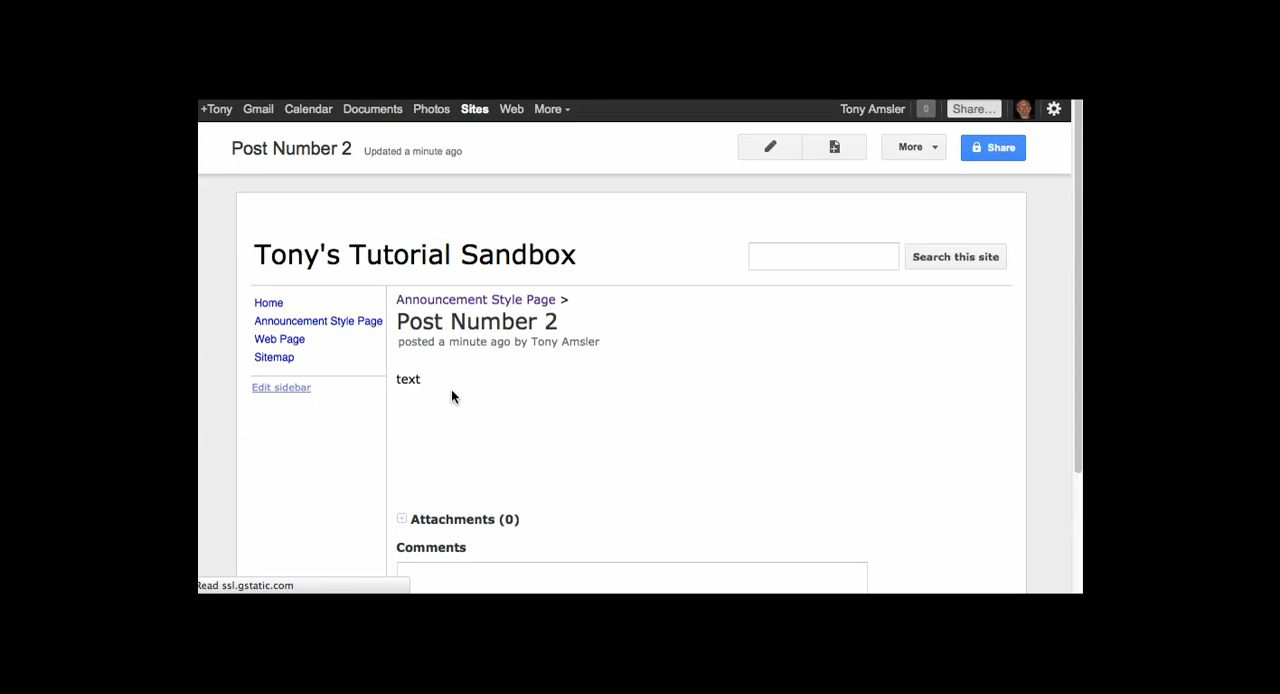 +Tony Gmail Calendar Documents Photos Sites Web More Tony Amsler 0 Share...
Post Number 2 Updated a minute ago More Share
Tony's Tutorial Sandbox Search this site
Home
Announcement Style Page
Web Page
Sitemap
Edit sidebar
Announcement Style Page >
Post Number 2
posted a minute ago by Tony Amsler
text
Attachments (0)
Comments
Read ssl.gstatic.com